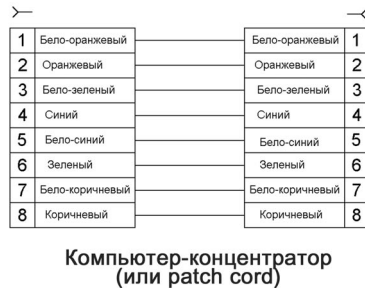 1 Бело-оранжевый Бело-оранжевый 1
2 Оранжевый Оранжевый 2
3 Бело-зеленый Бело-зеленый 3
4 Синий Синий 4
5 Бело-синий Бело-синий 5
6 Зеленый Зеленый 6
7 Бело-коричневый Бело-коричневый 7
8 Коричневый Коричневый 8
Компьютер-концентратор
(или patch cord)